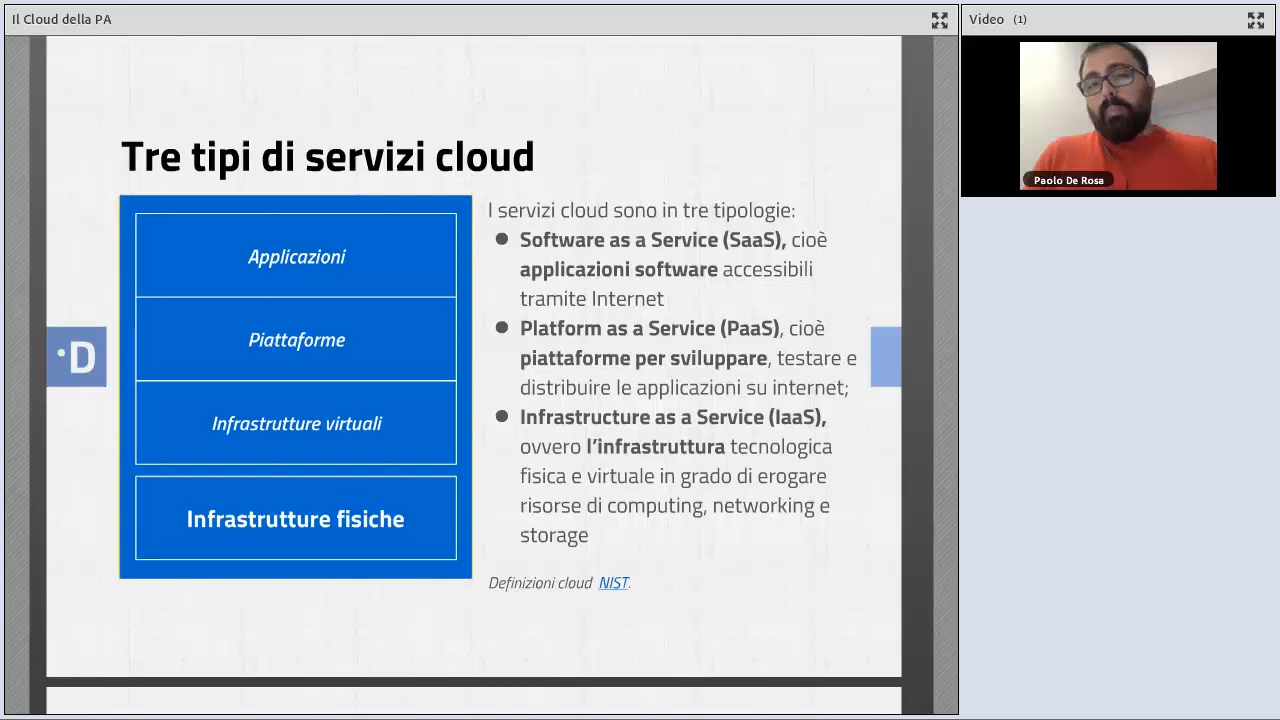 Il Cloud della PA
Video (1)
Paolo De Rosa
Tre tipi di servizi cloud
Applicazioni
Piattaforme
Infrastrutture virtuali
Infrastrutture fisiche
I servizi cloud sono in tre tipologie:
● Software as a Service (SaaS), cioè
applicazioni software accessibili
tramite Internet
● Platform as a Service (PaaS), cioè
piattaforme per sviluppare, testare e
distribuire le applicazioni su internet;
● Infrastructure as a Service (IaaS),
ovvero l’infrastruttura tecnologica
fisica e virtuale in grado di erogare
risorse di computing, networking e
storage
Definizioni cloud NIST.
·D